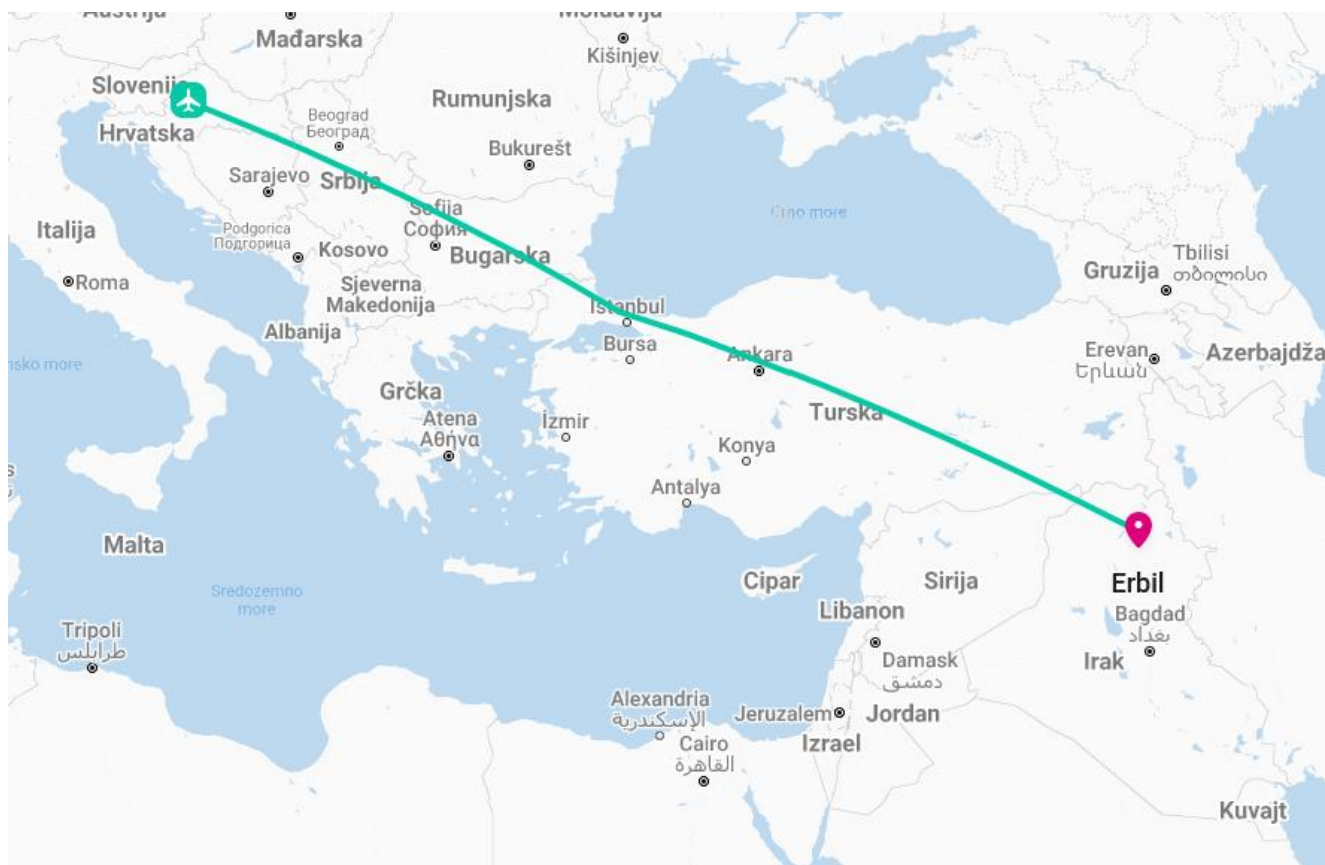 Austrija
Mađarska
Moldavija
Kišinjev
Slovenija
Hrvatska
Beograd
Београд
Rumunjska
Bukurešt
Sarajevo
Srbija
Sofija
София
Crno more
Italija
Roma
Podgorica
Подгорица
Kosovo
Bugarska
Sjeverna
Makedonija
Albanija
Istanbul
Bursa
Ankara
Gruzija
Tbilisi
თბილისი
Erevan
Երևան
Azerbajdža
nsko more
Grčka
Atena
Αθήνα
İzmir
Turska
Konya
Antalya
Malta
Sredozemno
more
Cipar
Sirija
Erbil
Libanon
Bagdad
بغداد
Irak
Tripoli
طرابلس
Damask
دمشق
Alexandria
الإسكندرية
Jeruzalem
Jordan
Izrael
Cairo
القاهرة
Kuvajt